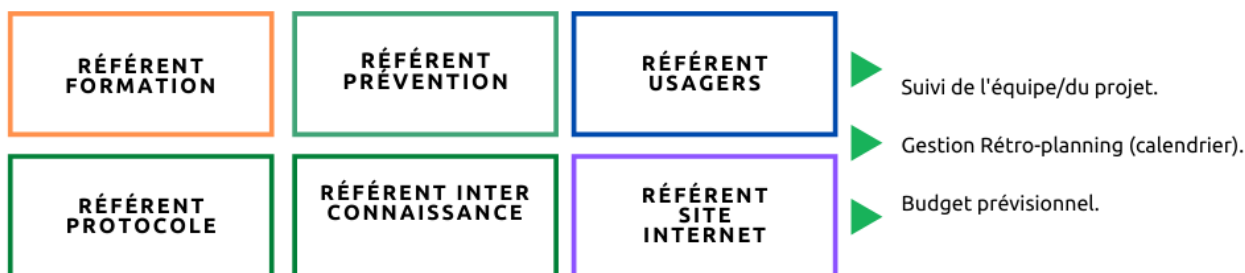 RÉFÉRENT
FORMATION
RÉFÉRENT
PRÉVENTION
RÉFÉRENT
USAGERS
RÉFÉRENT
PROTOCOLE
RÉFÉRENT INTER
CONNAISSANCE
RÉFÉRENT
SITE
INTERNET
Suivi de l'équipe/du projet.
Gestion Rétro-planning (calendrier).
Budget prévisionnel.